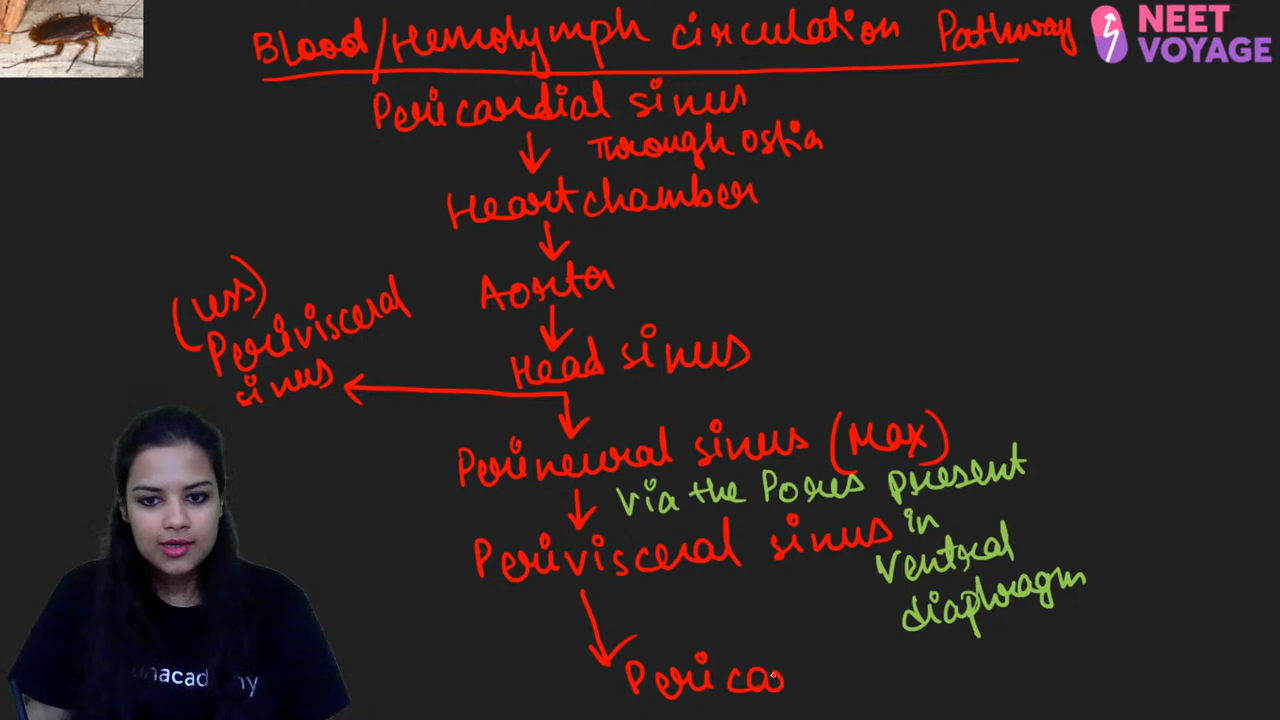 Blood/Hemolymph circulation Pathway
NEET
VOYAGE
Pericardial sinus
Through ostia
Heart chamber
Aorta
(less)
Perivisceral
sinus
Head sinus
Perineural sinus (Max)
via the Pores present
in
Ventral
diaphragm
Perivisceral sinus
Perica
unacademy